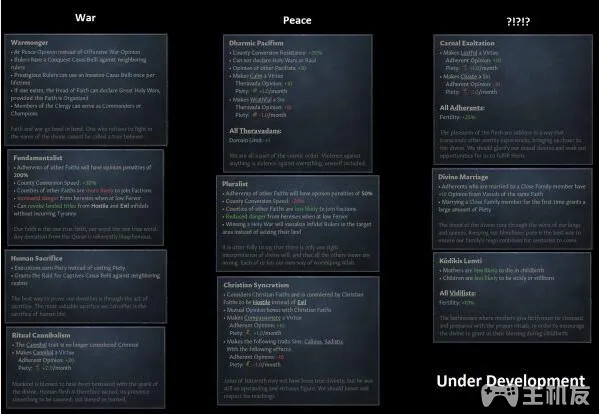 War
Warmonger
• At Peace Opinion instead of Offensive War Opinion
• Rulers have a Conquest Casus Belli against neighboring
rulers
• Prestigious Rulers can use an Invasion Casus Belli once per
lifetime
• If one exists, the Head of Faith can declare Great Holy Wars,
provided this Faith is Organized
• Members of the Clergy can serve as Commanders or
Champions
Faith and war go hand in hand. One who refuses to fight in
the name of the divine cannot be called a true believer.
Fundamentalist
• Adherents of other Faiths will have opinion penalties of
200%
• County Conversion Speed: +20%
• Counties of other Faiths are more likely to join Factions
• Increased danger from heresies when at low Fervor
• Can revoke landed titles from Hostile and Evil infidels
without incurring Tyranny
Our faith is the one true faith, our word the one true word.
Any deviation from the Quran is inherently blasphemous.
Human Sacrifice
• Executions earn Piety instead of costing Piety
• Grants the Raid for Captives Casus Belli against neighboring
realms
The best way to prove our devotion is through the act of
sacrifice. The most valuable sacrifice we can offer is the
sacrifice of human life.
Ritual Cannibalism
• The Cannibal trait is no longer considered Criminal
• Makes Cannibal a Virtue
Adherent Opinion: +20
Piety: +2.0/month
Mankind is blessed to have been bestowed with the spark of the
divine. Human flesh is therefore sacred, its presence
something to be savored, not buried or burned.
Peace
Dharmic Pacifism
• County Conversion Resistance: +20%
• Can not declare Holy Wars or Raid
• Opinion of other Faiths: +10
• Makes Calm a Virtue
Theravada Opinion: +10
Piety: +1.0/month
• Makes Wrathful a Sin
Theravada Opinion: -10
Piety: -1.0/month
All Theravadans:
Domain Limit: +1
We are all a part of the cosmic order. Violence against
anything is violence against everything, oneself included.
Pluralist
• Adherents of other Faiths will have opinion penalties of 50%
• County Conversion Speed: -20%
• Counties of other Faiths are less likely to join Factions
• Reduced danger from heresies when at low Fervor
• Winning a Holy War will vassalize Infidel Rulers in the target
area instead of seizing their land
It is utter folly to say that there is only one right
interpretation of divine will, and that all the others are
wrong. Each of us has our own way of worshiping Allah.
Christian Syncretism
• Considers Christian Faiths and is considered by Christian
Faiths to be Hostile instead of Evil
• Mutual Opinion bonus with Christian Faiths
• Makes Compassionate a Virtue
Adherent Opinion: +10
Piety: +1.0/month
• Makes the following traits Sins: Callous, Sadistic
With the following effects:
Adherent Opinion: -10
Piety: -1.0/month
Jesus of Nazareth may not have been truly divine, but he was
still an outstanding and virtuous figure. We should honor and
respect his teachings.
?!?!?
Carnal Exaltation
• Makes Lustful a Virtue
Adherent Opinion: +10
Piety: +1.0/month
• Makes Chaste a Sin
Adherent Opinion: -10
Piety: -1.0/month
All Adherents:
Fertility: +25%
The pleasures of the flesh are sublime in a way that
transcends other earthly experiences, bringing us closer to
the divine. We should glorify our carnal desires and seek out
opportunities for us to fulfill them.
Divine Marriage
• Adherents who are married to a Close Family member have
+10 Opinion from Vassals of the same Faith
• Marrying a Close Family member for the first time grants a
large amount of Piety
The blood of the divine runs through the veins of our kings
and queens. Keeping our bloodlines pure is the best way to
ensure our family's reign continues for centuries to come.
• Mothers are less likely to die in childbirth
• Children are less likely to be sickly or stillborn
Fertility: +10%
The bathhouses where mothers give birth must be cleansed
and prepared with the proper rituals, in order to encourage
the divine to grant us their blessing during childbirth.
Under Development
主机友